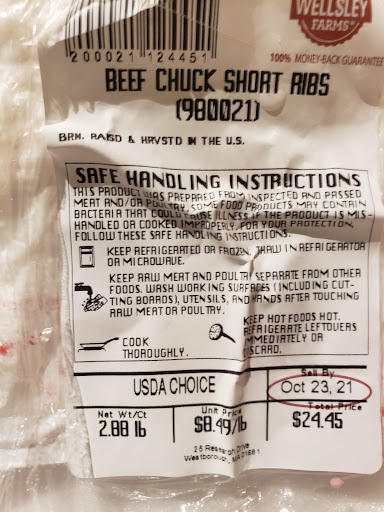 WELLSLEY
FARMS
100% MONEY-BACK GUARANTEE
200021 124451
BEEF CHUCK SHORT RIBS
(980021)
BRN, RAISD & HRVSTD IN THE U.S.
SAFE HANDLING INSTRUCTIONS
THIS PRODUCT WAS PREPARED FROM INSPECTED AND PASSED
MEAT AND/OR POULTRY. SOME FOOD PRODUCTS MAY CONTAIN
BACTERIA THAT COULD CAUSE ILLNESS IF THE PRODUCT IS MIS-
HANDLED OR COOKED IMPROPERLY. FOR YOUR PROTECTION,
FOLLOW THESE SAFE HANDLING INSTRUCTIONS.
KEEP REFRIGERATED OR FROZEN. THAW IN REFRIGERATOR
OR MICROWAVE.
KEEP RAW MEAT AND POULTRY SEPARATE FROM OTHER
FOODS. WASH WORKING SURFACES (INCLUDING CUT-
TING BOARDS), UTENSILS, AND HANDS AFTER TOUCHING
RAW MEAT OR POULTRY.
COOK
THOROUGHLY.
KEEP HOT FOODS HOT.
REFRIGERATE LEFTOVERS
IMMEDIATELY OR
DISCARD.
USDA CHOICE
Sell By
Oct 23, 21
Net Wt/Ct
2.88 lb
Unit Price
$8.49/lb
Total Price
$24.45
25 Research Drive
Westborough, MA 01581